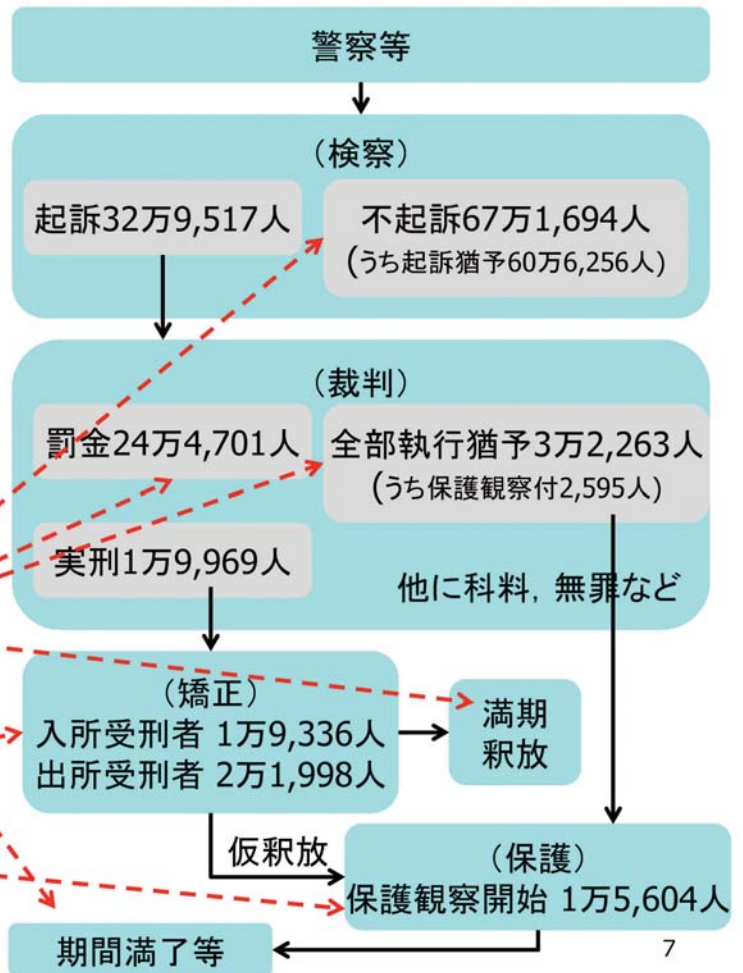 警察等
（検察）
起訴32万9,517人
不起訴67万1,694人
(うち起訴猶予60万6,256人)
（裁判）
罰金24万4,701人
全部執行猶予3万2,263人
(うち保護観察付2,595人)
実刑1万9,969人
他に科料，無罪など
（矯正）
入所受刑者 1万9,336人
出所受刑者 2万1,998人
満期
釈放
仮釈放
（保護）
保護観察開始 1万5,604人
期間満了等
7